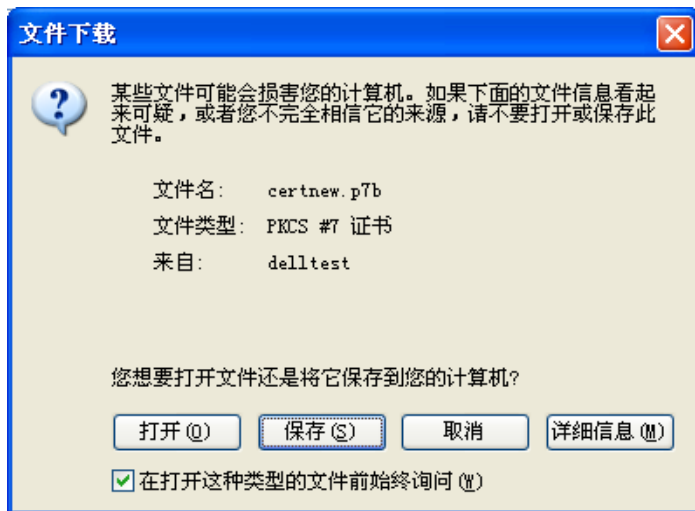 文件下载
某些文件可能会损害您的计算机。如果下面的文件信息看起
来可疑，或者您不完全相信它的来源，请不要打开或保存此
文件。
文件名: certnew.p7b
文件类型: PKCS #7 证书
来自: delltest
您想要打开文件还是将它保存到您的计算机?
打开(O) 保存(S) 取消 详细信息(M)
在打开这种类型的文件前始终询问(W)